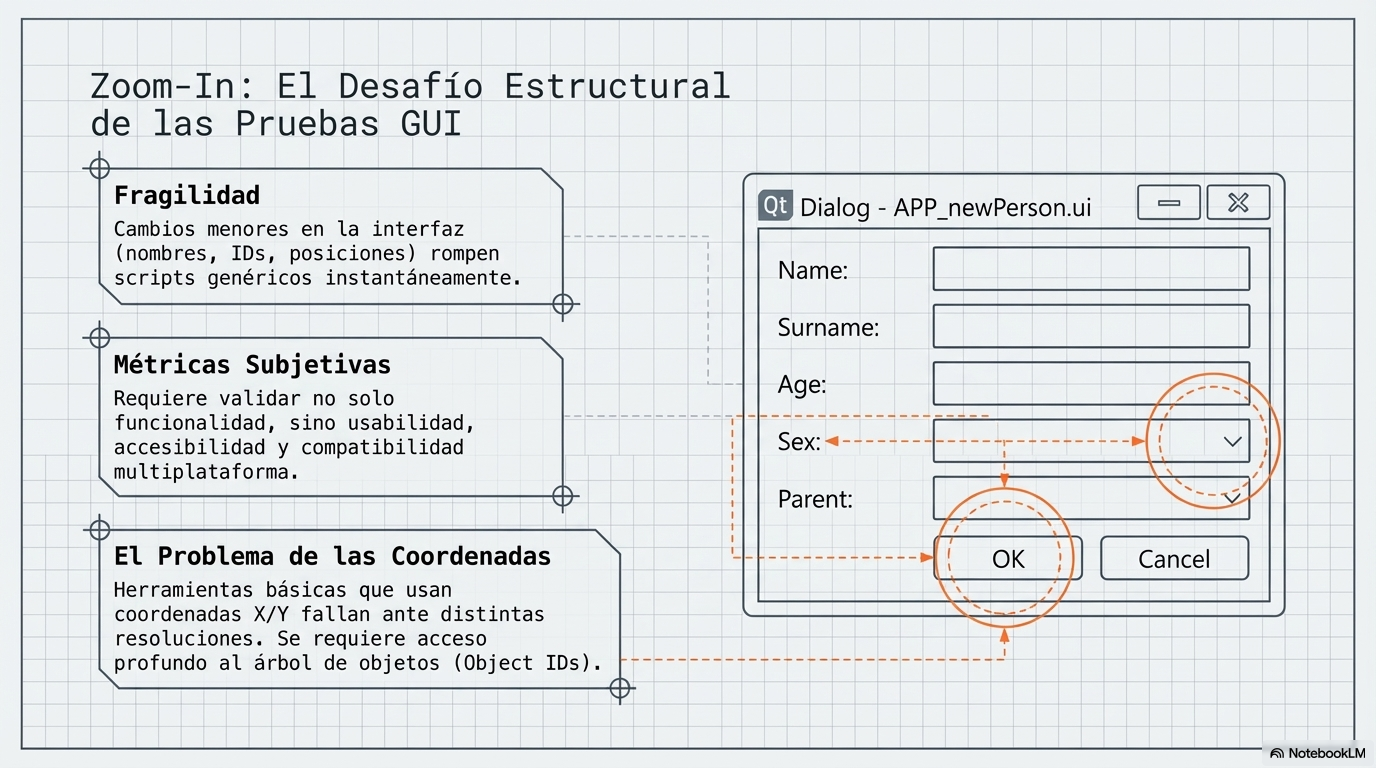 Zoom-In: El Desafío Estructural
de las Pruebas GUI
Fragilidad
Cambios menores en la interfaz
(nombres, IDs, posiciones) rompen
scripts genéricos instantáneamente.
Métricas Subjetivas
Requiere validar no solo
funcionalidad, sino usabilidad,
accesibilidad y compatibilidad
multiplataforma.
El Problema de las Coordenadas
Herramientas básicas que usan
coordenadas X/Y fallan ante distintas
resoluciones. Se requiere acceso
profundo al árbol de objetos (Object IDs).
Qt Dialog - APP_newPerson.ui
Name:
Surname:
Age:
Sex:
Parent:
OK Cancel
NotebookLM